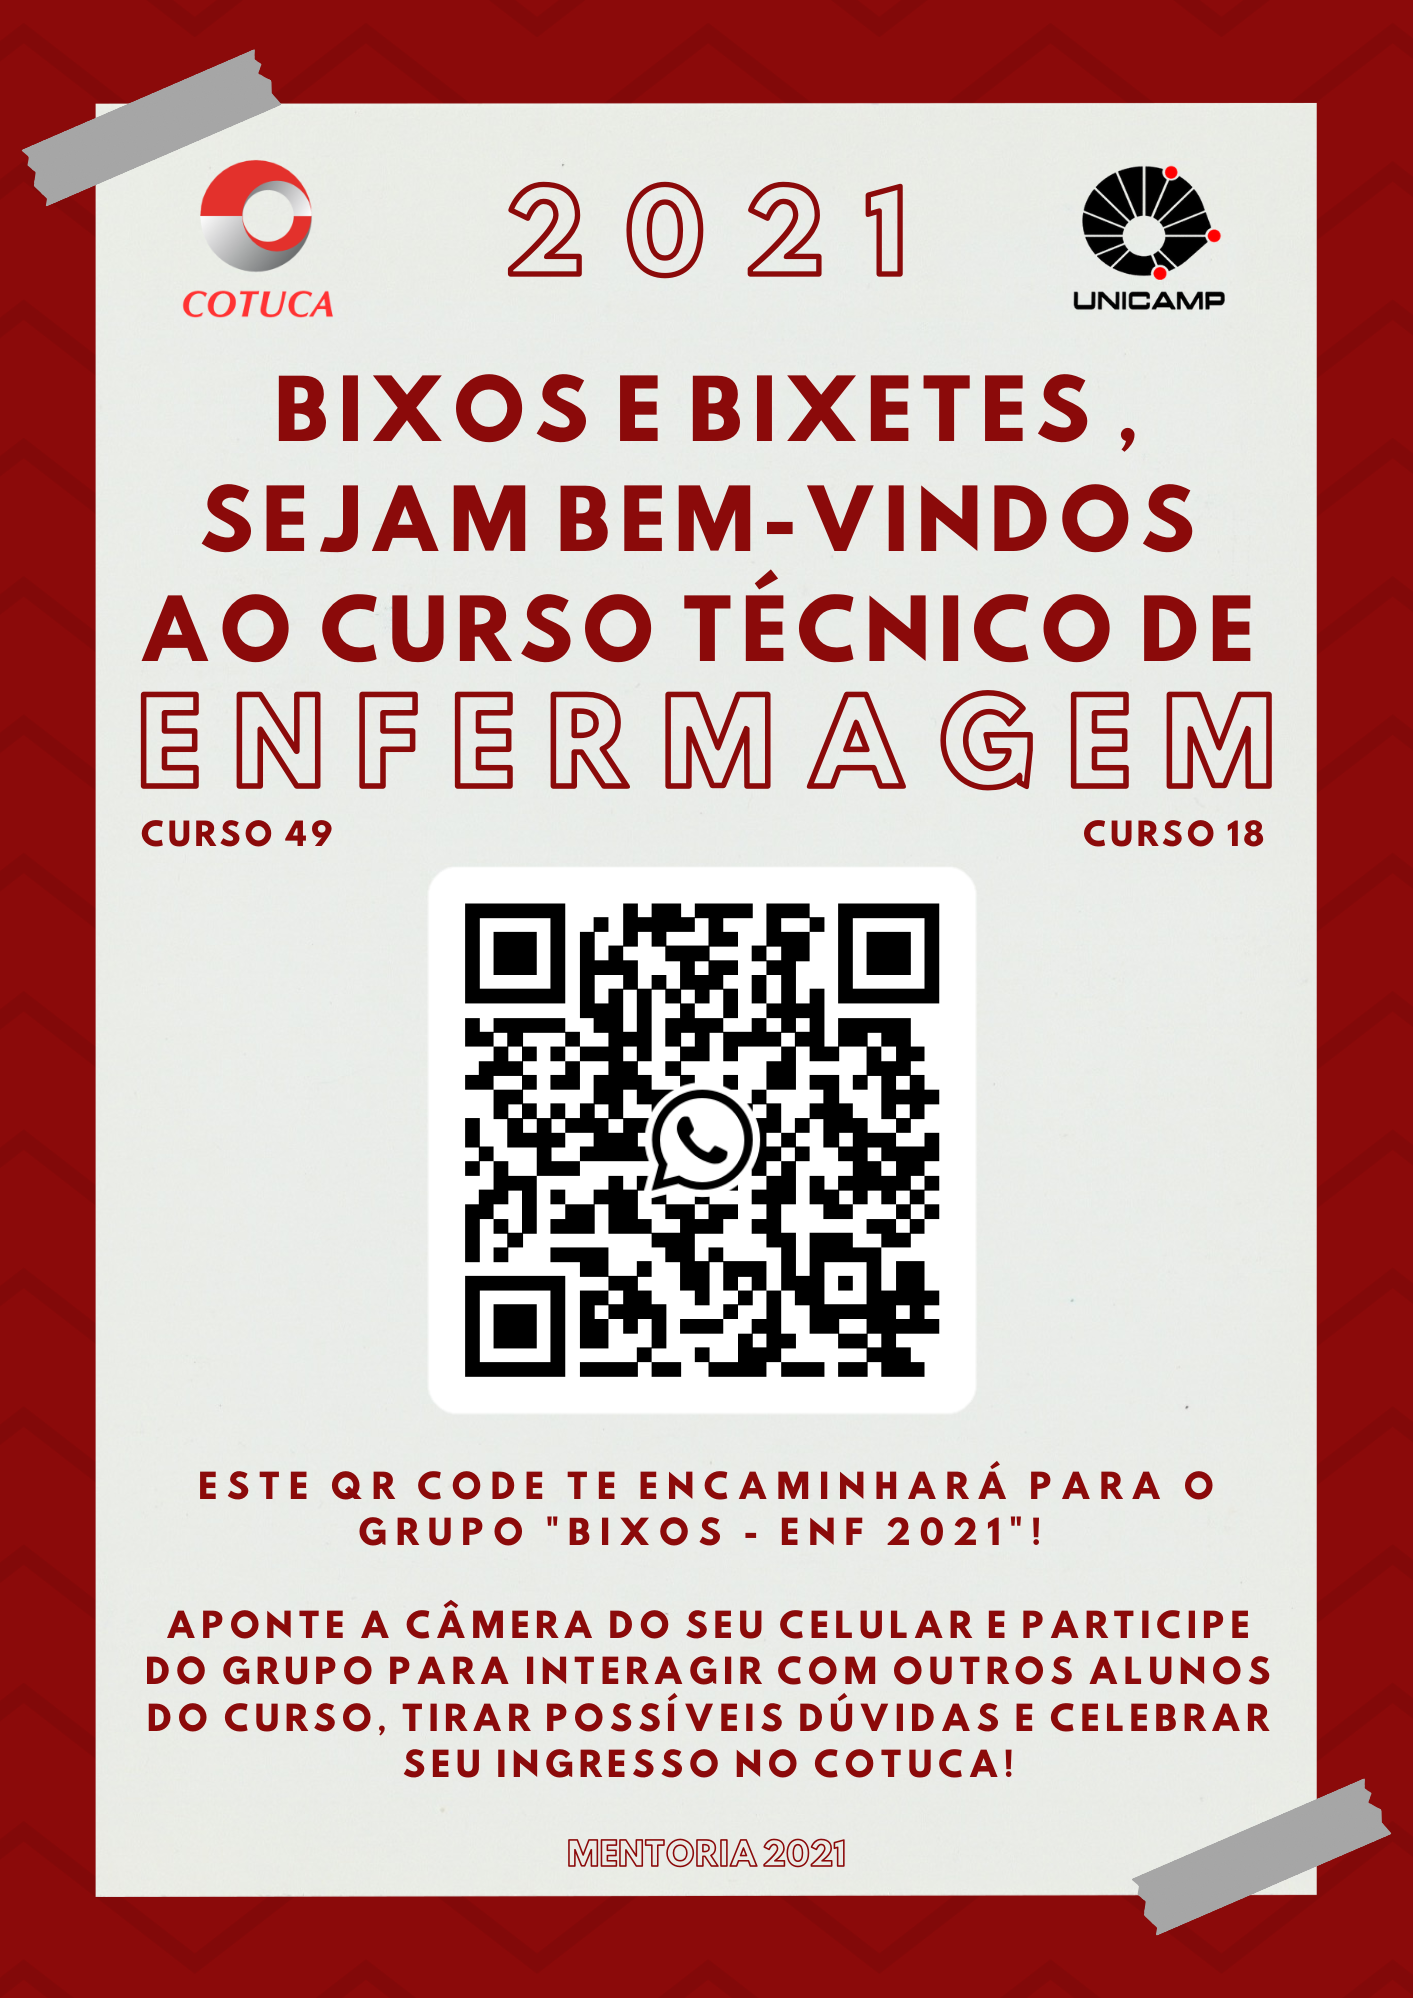 COTUCA
2021
UNICAMP
BIXOS E BIXETES ,
SEJAM BEM-VINDOS
AO CURSO TÉCNICO DE
ENFERMAGEM
CURSO 49
CURSO 18
ESTE QR CODE TE ENCAMINHARÁ PARA O
GRUPO "BIXOS - ENF 2021"!
APONTE A CÂMERA DO SEU CELULAR E PARTICIPE
DO GRUPO PARA INTERAGIR COM OUTROS ALUNOS
DO CURSO, TIRAR POSSÍVEIS DÚVIDAS E CELEBRAR
SEU INGRESSO NO COTUCA!
MENTORIA 2021